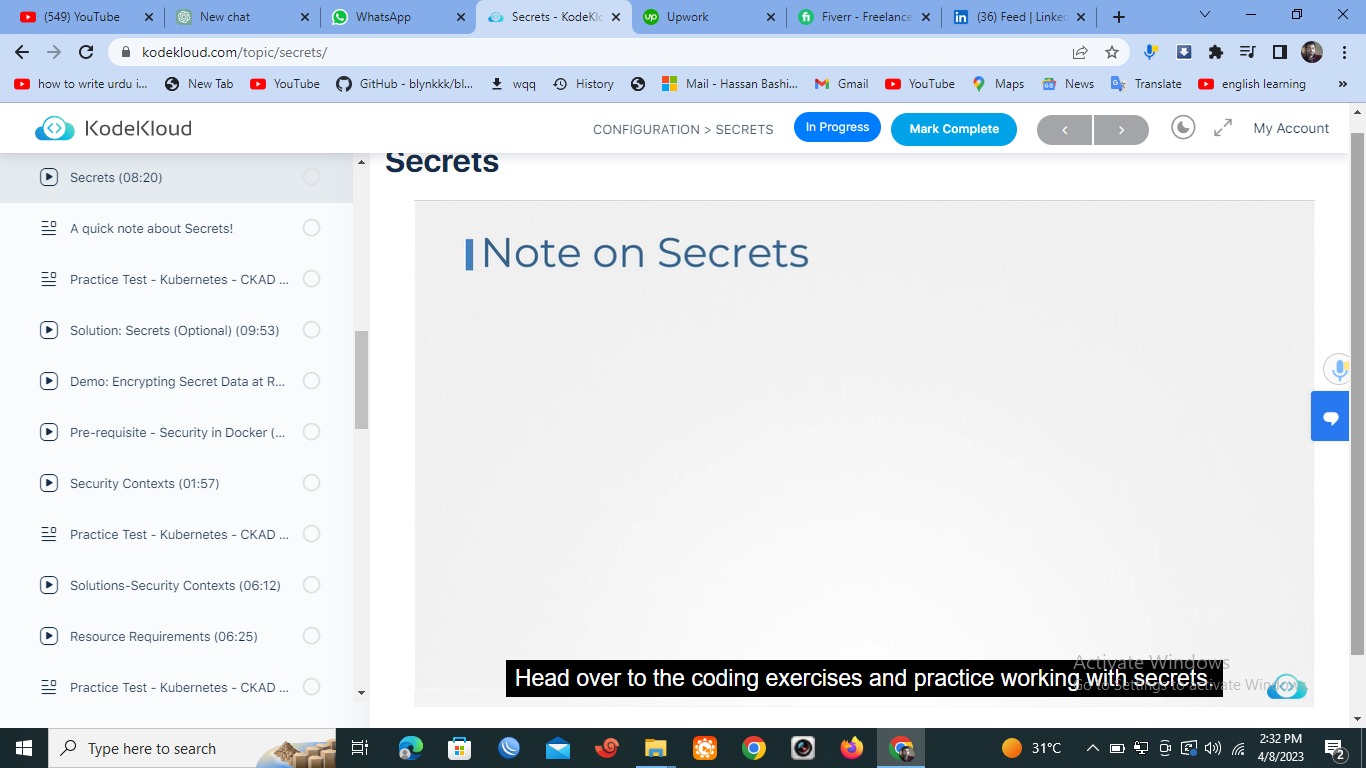 (549) YouTube
New chat
WhatsApp
Secrets - KodeKlo
Upwork
Fiverr - Freelance
(36) Feed | Linked
kodekloud.com/topic/secrets/
how to write urdu i...
New Tab
YouTube
GitHub - blynkkk/bl...
wqq
History
Mail - Hassan Bashi...
Gmail
YouTube
Maps
News
Translate
english learning
»
KodeKloud
CONFIGURATION > SECRETS
In Progress
Mark Complete
<
>
My Account
Secrets (08:20)
A quick note about Secrets!
Practice Test - Kubernetes - CKAD ...
Solution: Secrets (Optional) (09:53)
Demo: Encrypting Secret Data at R...
Pre-requisite - Security in Docker (...
Security Contexts (01:57)
Practice Test - Kubernetes - CKAD ...
Solutions-Security Contexts (06:12)
Resource Requirements (06:25)
Practice Test - Kubernetes - CKAD ...
Secrets
Note on Secrets
Head over to the coding exercises and practice working with secrets.
Activate Windows
Go to Settings to activate Windows.
Type here to search
31°C
2:32 PM
4/8/2023
2